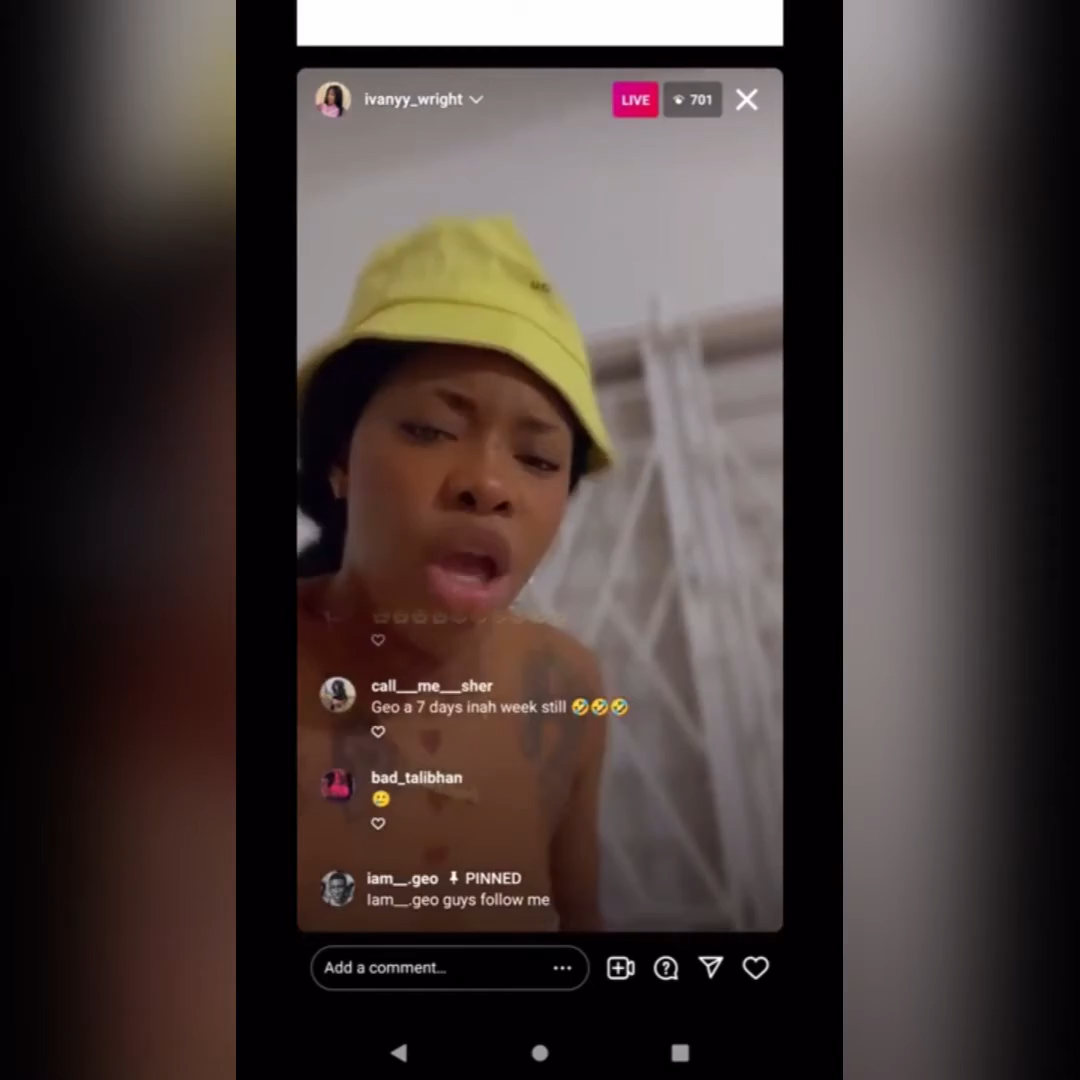 ivanyy_wright
LIVE
701
call__me__sher
Geo a 7 days inah week still 🤣🤣🤣
bad_talibhan
🥲
iam__.geo PINNED
Iam__.geo guys follow me
Add a comment...